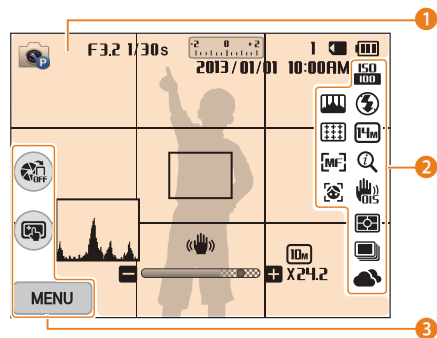 1
F3.2 1/30s
-2 0 +2
1
2013/01/01 10:00AM
ISO
100
P
14M
MF
i
OIS
OFF
10M
X24.2
MENU
2
3